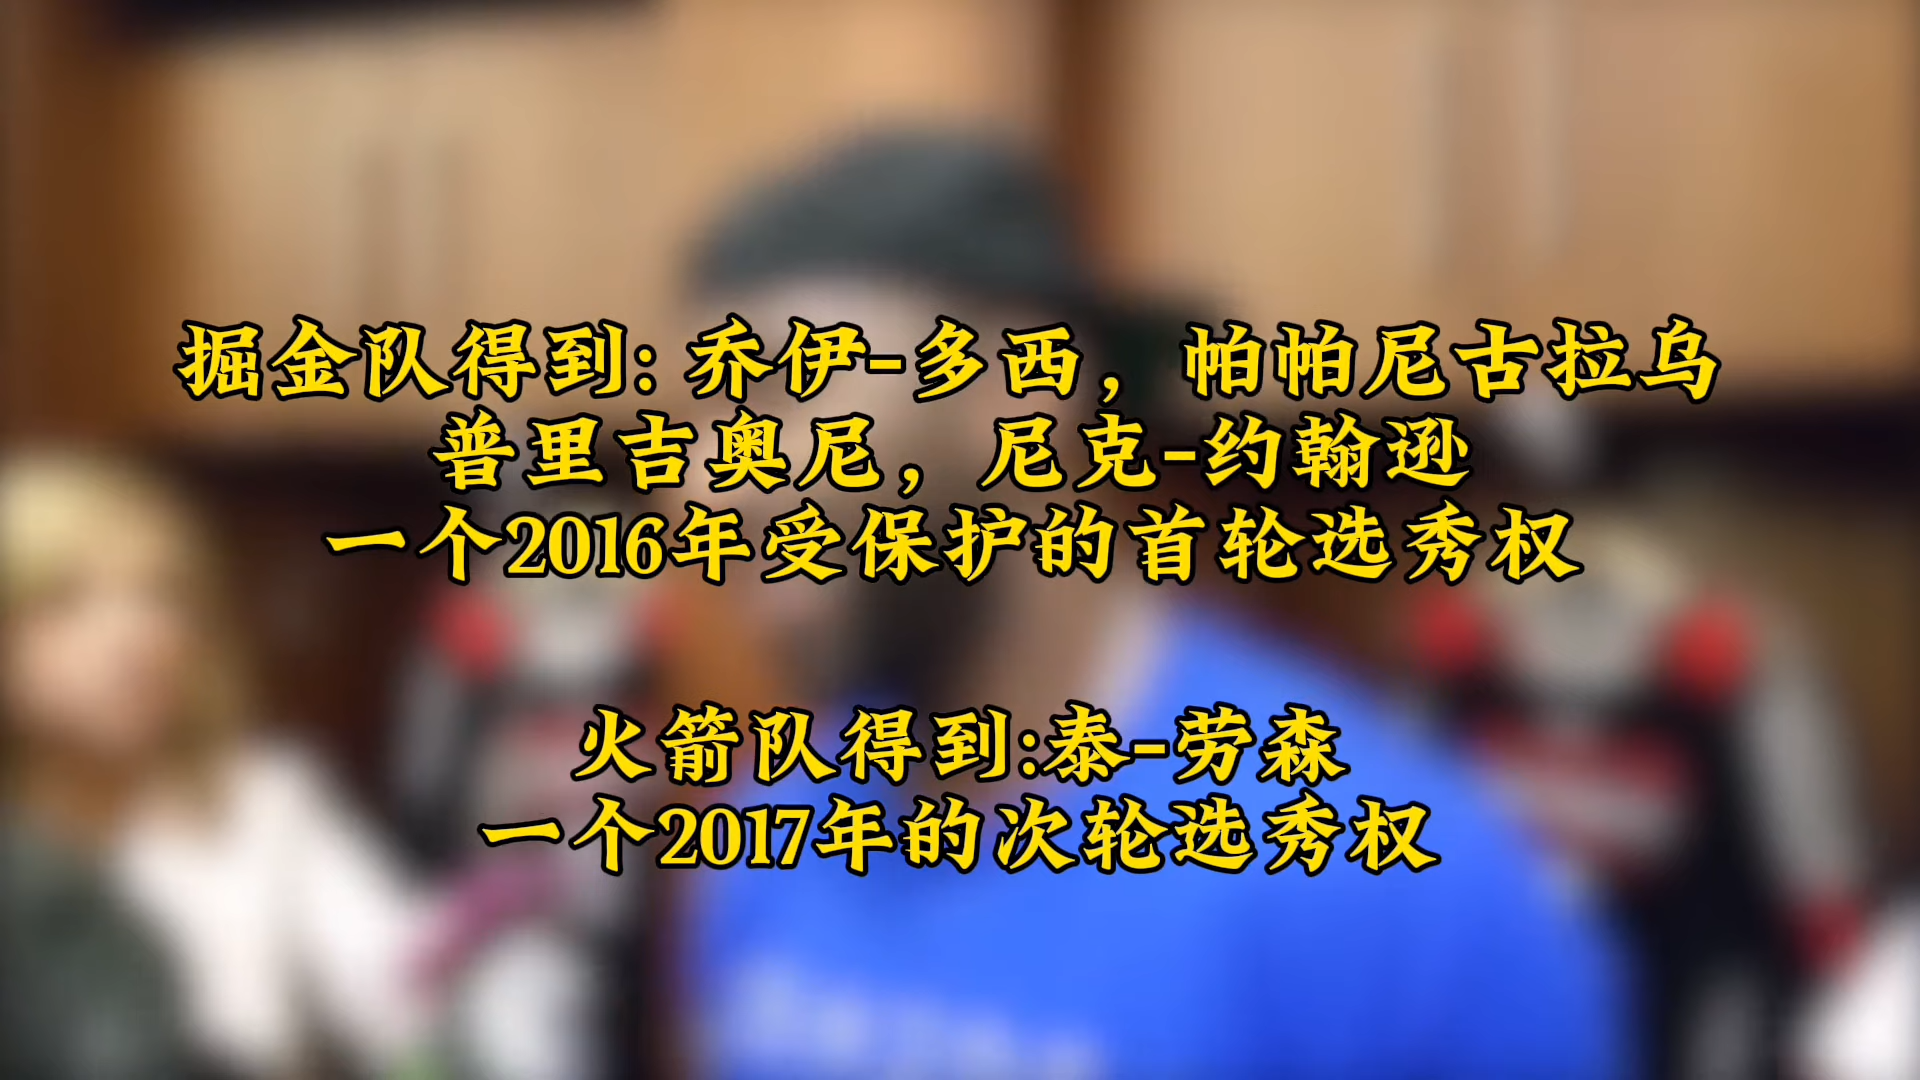 掘金队得到: 乔伊-多西，帕帕尼古拉乌
普里吉奥尼，尼克-约翰逊
一个2016年受保护的首轮选秀权
火箭队得到:泰-劳森
一个2017年的次轮选秀权